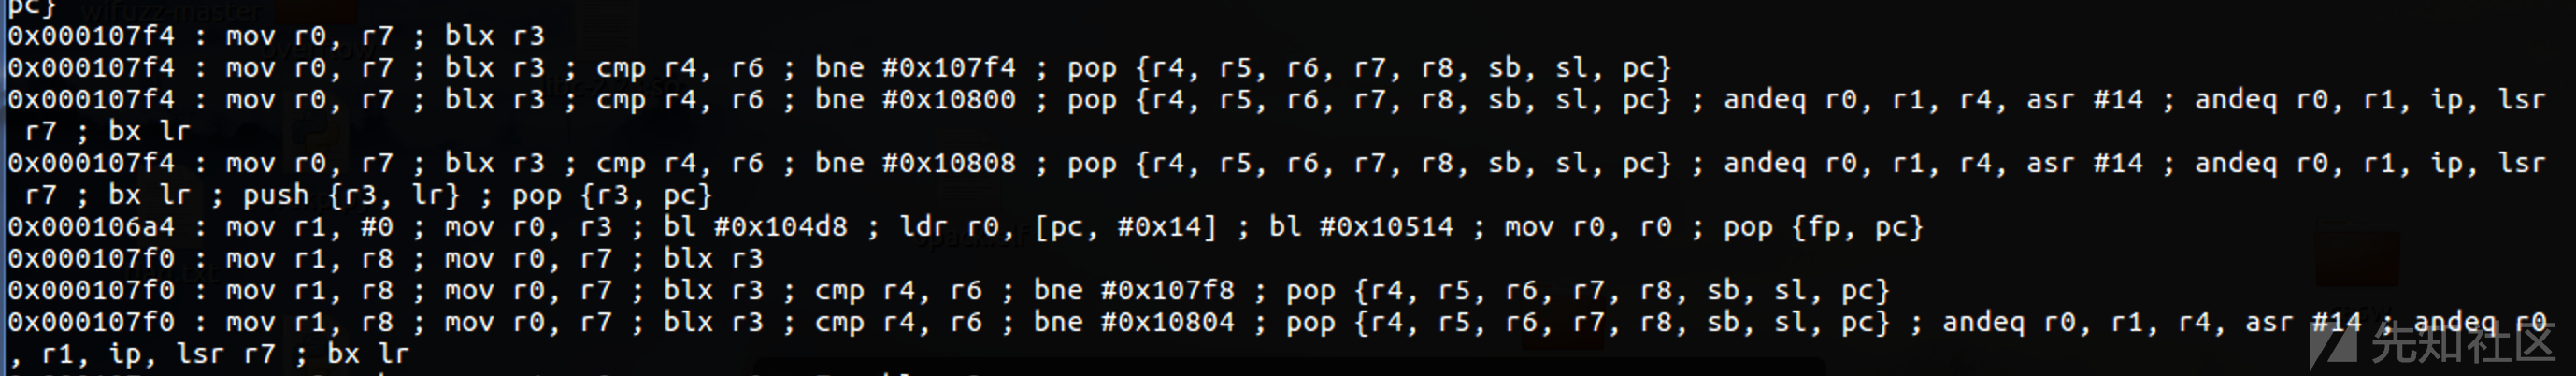 pc}
wifuzz-master
0x000107f4 : mov r0, r7 ; blx r3
0x000107f4 : mov r0, r7 ; blx r3 ; cmp r4, r6 ; bne #0x107f4 ; pop {r4, r5, r6, r7, r8, sb, sl, pc}
0x000107f4 : mov r0, r7 ; blx r3 ; cmp r4, r6 ; bne #0x10800 ; pop {r4, r5, r6, r7, r8, sb, sl, pc} ; andeq r0, r1, r4, asr #14 ; andeq r0, r1, ip, lsr
r7 ; bx lr
0x000107f4 : mov r0, r7 ; blx r3 ; cmp r4, r6 ; bne #0x10808 ; pop {r4, r5, r6, r7, r8, sb, sl, pc} ; andeq r0, r1, r4, asr #14 ; andeq r0, r1, ip, lsr
r7 ; bx lr ; push {r3, lr} ; pop {r3, pc}
0x000106a4 : mov r1, #0 ; mov r0, r3 ; bl #0x104d8 ; ldr r0, [pc, #0x14] ; bl #0x10514 ; mov r0, r0 ; pop {fp, pc}
0x000107f0 : mov r1, r8 ; mov r0, r7 ; blx r3
0x000107f0 : mov r1, r8 ; mov r0, r7 ; blx r3 ; cmp r4, r6 ; bne #0x107f8 ; pop {r4, r5, r6, r7, r8, sb, sl, pc}
0x000107f0 : mov r1, r8 ; mov r0, r7 ; blx r3 ; cmp r4, r6 ; bne #0x10804 ; pop {r4, r5, r6, r7, r8, sb, sl, pc} ; andeq r0, r1, r4, asr #14 ; andeq r0
, r1, ip, lsr r7 ; bx lr
先知社区